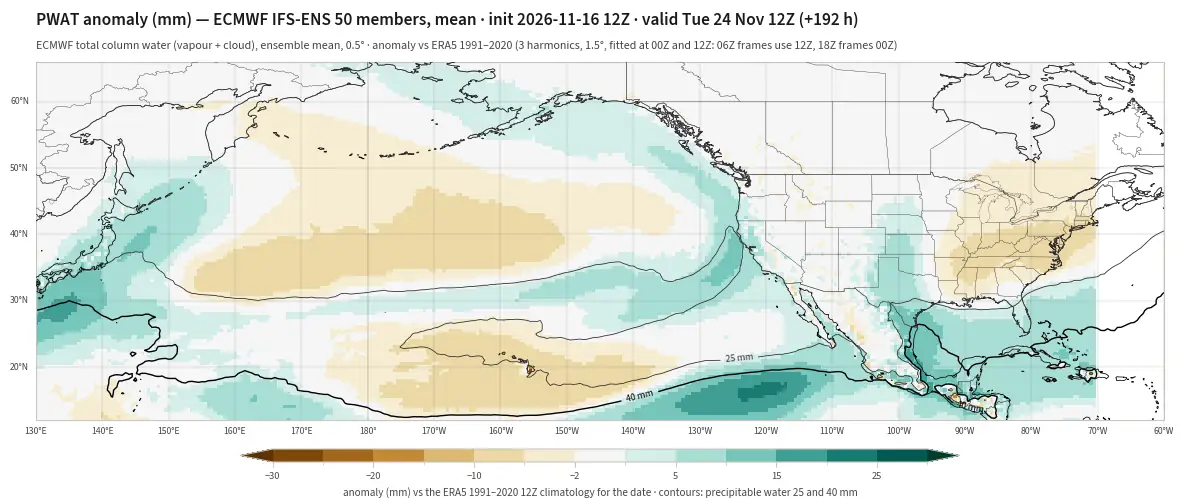 PWAT anomaly (mm) — ECMWF IFS-ENS 50 members, mean · init 2026-11-16 12Z · valid Tue 24 Nov 12Z (+192 h)
ECMWF total column water (vapour + cloud), ensemble mean, 0.5° · anomaly vs ERA5 1991–2020 (3 harmonics, 1.5°, fitted at 00Z and 12Z: 06Z frames use 12Z, 18Z frames 00Z)
60°N
50°N
40°N
30°N
20°N
25 mm
40 mm
130°E 140°E 150°E 160°E 170°E 180° 170°W 160°W 150°W 140°W 130°W 120°W 110°W 100°W 90°W 80°W 70°W 60°W
−30 −20 −10 −2 5 15 25
anomaly (mm) vs the ERA5 1991–2020 12Z climatology for the date · contours: precipitable water 25 and 40 mm